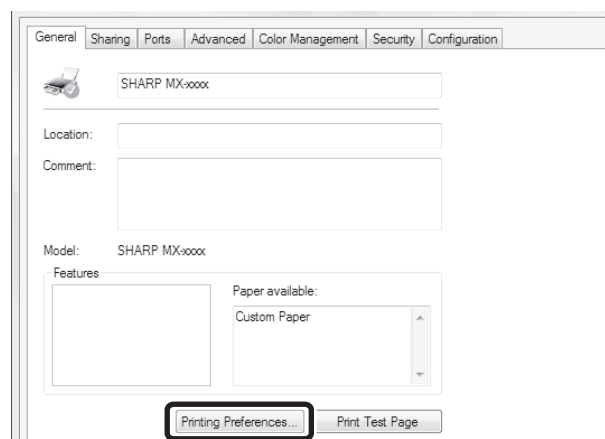 General Sharing Ports Advanced Color Management Security Configuration
SHARP MX-xxxx
Location:
Comment:
Model: SHARP MX-xxxx
Features
Paper available:
Custom Paper
Printing Preferences... Print Test Page